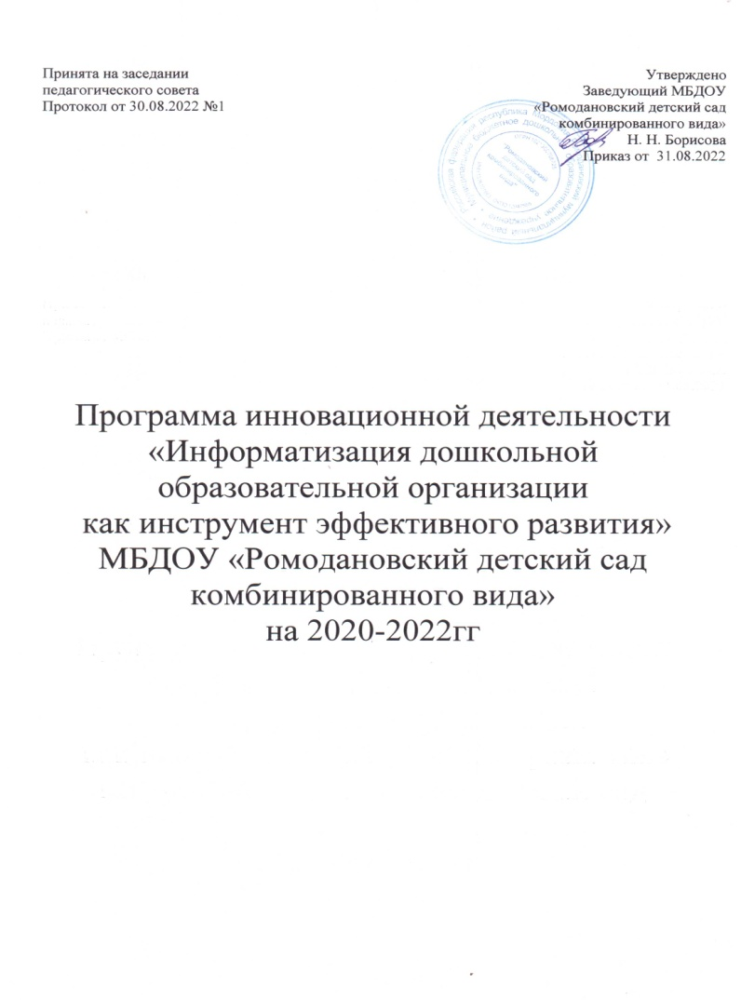 Принята на заседании
педагогического совета
Протокол от 30.08.2022 №1
Утверждено
Заведующий МБДОУ
«Ромодановский детский сад
комбинированного вида»
Н. Н. Борисова
Приказ от 31.08.2022
Программа инновационной деятельности
«Информатизация дошкольной
образовательной организации
как инструмент эффективного развития»
МБДОУ «Ромодановский детский сад
комбинированного вида»
на 2020-2022гг